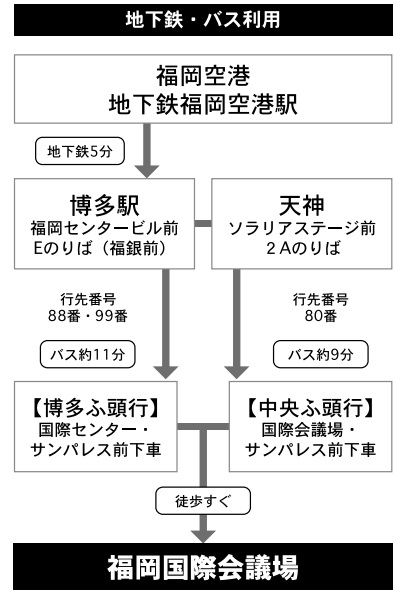 地下鉄・バス利用
福岡空港
地下鉄福岡空港駅
地下鉄5分
博多駅
福岡センタービル前
Eのりば（福銀前）
天神
ソラリアステージ前
２Aのりば
行先番号
88番・99番
行先番号
80番
バス約11分
バス約9分
【博多ふ頭行】
国際センター・
サンパレス前下車
【中央ふ頭行】
国際会議場・
サンパレス前下車
徒歩すぐ
福岡国際会議場